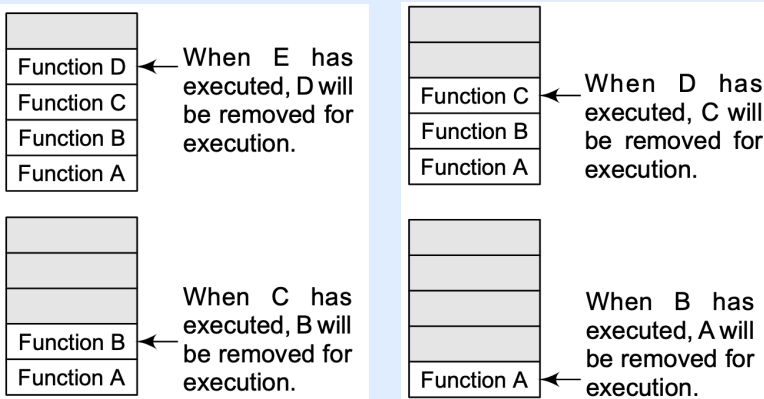 Function D
Function C
Function B
Function A
When E has
executed, D will
be removed for
execution.
Function C
Function B
Function A
When D has
executed, C will
be removed for
execution.
Function B
Function A
When C has
executed, B will
be removed for
execution.
Function A
When B has
executed, A will
be removed for
execution.